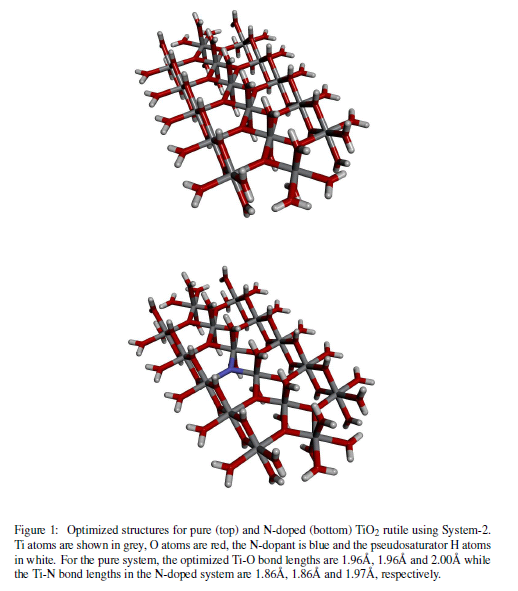 Figure 1: Optimized structures for pure (top) and N-doped (bottom) TiO₂ rutile using System-2.
Ti atoms are shown in grey, O atoms are red, the N-dopant is blue and the pseudosaturator H atoms
in white. For the pure system, the optimized Ti-O bond lengths are 1.96Å, 1.96Å and 2.00Å while
the Ti-N bond lengths in the N-doped system are 1.86Å, 1.86Å and 1.97Å, respectively.